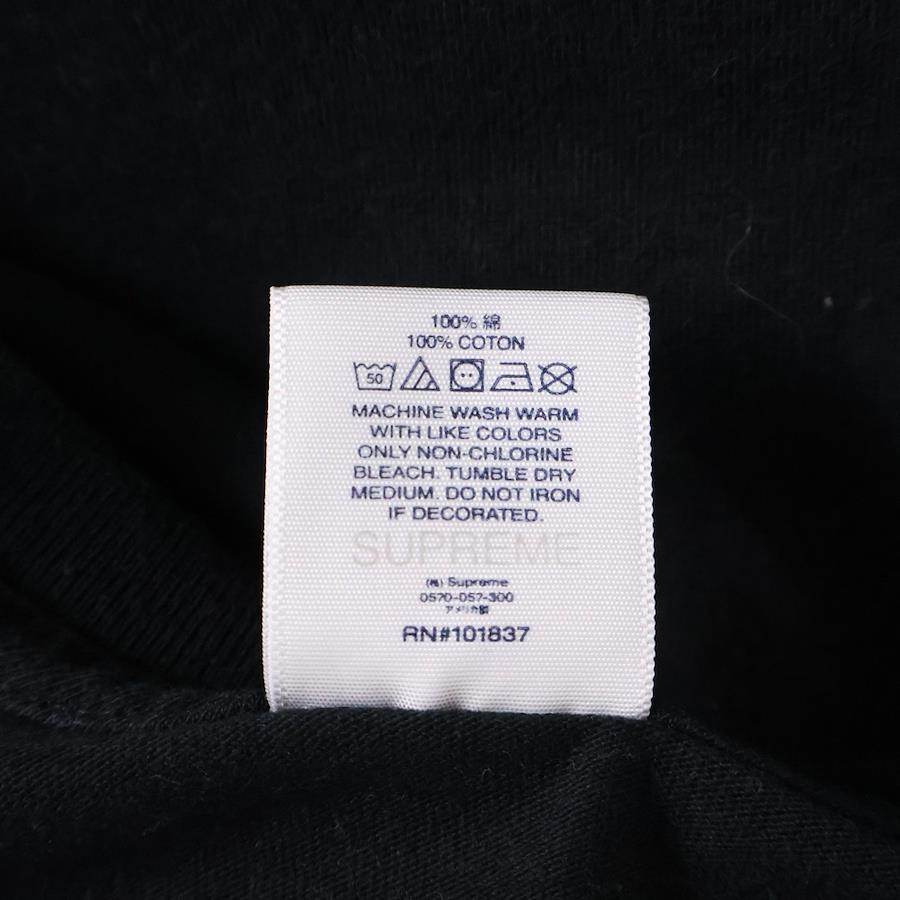 100% 綿
100% COTON
50
MACHINE WASH WARM
WITH LIKE COLORS
ONLY NON-CHLORINE
BLEACH. TUMBLE DRY
MEDIUM. DO NOT IRON
IF DECORATED.
SUPREME
(株) Supreme
0570-057-300
アメリカ製
RN#101837